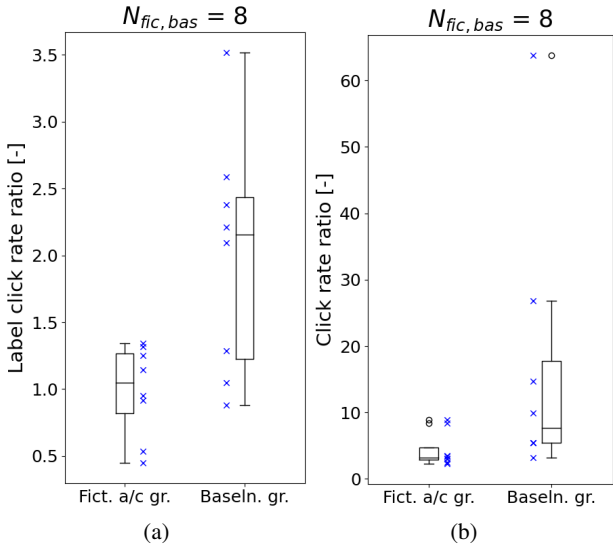 N_fic,bas = 8
Label click rate ratio [-]
3.5
3.0
2.5
2.0
1.5
1.0
0.5
Fict. a/c gr.
Baseln. gr.
(a)
N_fic,bas = 8
Click rate ratio [-]
60
50
40
30
20
10
0
Fict. a/c gr.
Baseln. gr.
(b)